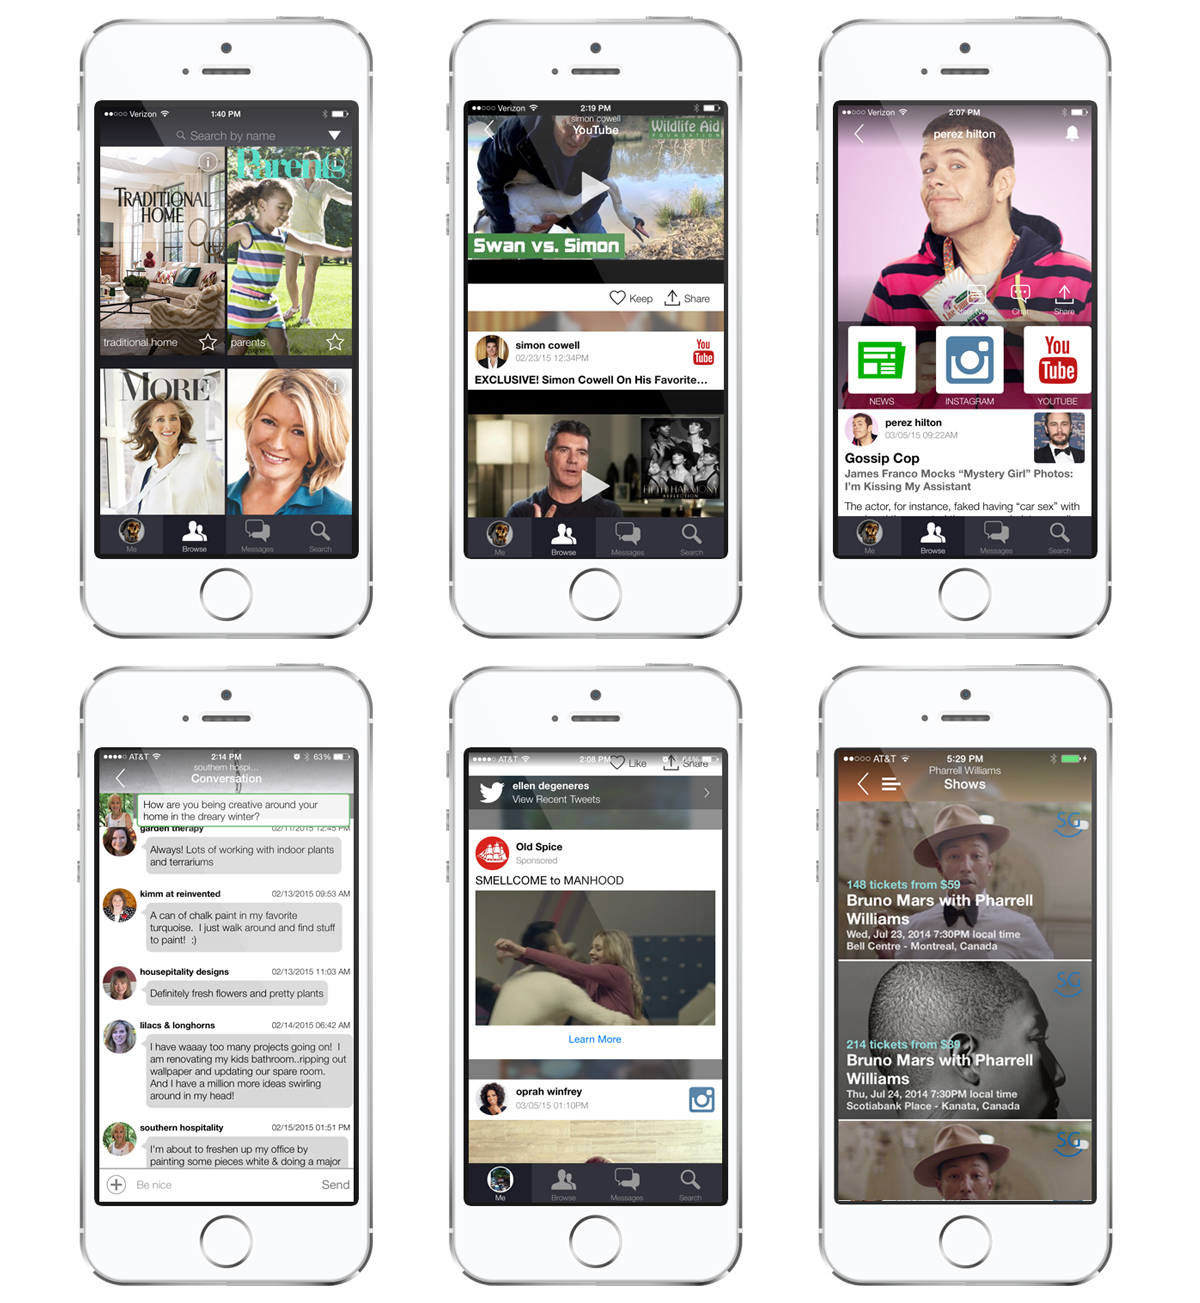 Verizon
1:40 PM
Search by name
TRADITIONAL
HOME
Parents
traditional home
parents
MORE
Me
Browse
Messages
Search
Verizon
2:19 PM
simon cowell
YouTube
Wildlife Aid
FOUNDATION
Swan vs. Simon
Keep
Share
simon cowell
02/23/15 12:34PM
You
Tube
EXCLUSIVE! Simon Cowell On His Favorite...
FIFTH HARMONY
REFLECTION
Me
Browse
Messages
Search
Verizon
2:07 PM
perez hilton
Chat
Share
You
Tube
NEWS
INSTAGRAM
YOUTUBE
perez hilton
03/05/15 09:22AM
Gossip Cop
James Franco Mocks “Mystery Girl” Photos:
I’m Kissing My Assistant
The actor, for instance, faked having “car sex” with
Me
Browse
Messages
Search
AT&T
2:14 PM
63%
southern hospi...
Conversation
How are you being creative around your
home in the dreary winter?
garden therapy
02/11/2015 12:45 PM
Always! Lots of working with indoor plants
and terrariums
kimm at reinvented
02/13/2015 09:53 AM
A can of chalk paint in my favorite
turquoise. I just walk around and find stuff
to paint! :)
housepitality designs
02/13/2015 11:03 AM
Definitely fresh flowers and pretty plants
lilacs & longhorns
02/14/2015 06:42 AM
I have waaay too many projects going on! I
am renovating my kids bathroom..ripping out
wallpaper and updating our spare room.
And I have a million more ideas swirling
around in my head!
southern hospitality
02/15/2015 01:51 PM
I'm about to freshen up my office by
painting some pieces white & doing a major
Be nice
Send
AT&T
2:08 PM
64%
Like
Share
ellen degeneres
View Recent Tweets
Old Spice
Sponsored
SMELLCOME to MANHOOD
Learn More
oprah winfrey
03/05/15 01:10PM
Me
Browse
Messages
Search
AT&T
5:29 PM
Pharrell Williams
Shows
SG
148 tickets from $59
Bruno Mars with Pharrell
Williams
Wed, Jul 23, 2014 7:30PM local time
Bell Centre - Montreal, Canada
SG
214 tickets from $39
Bruno Mars with Pharrell
Williams
Thu, Jul 24, 2014 7:30PM local time
Scotiabank Place - Kanata, Canada
SG